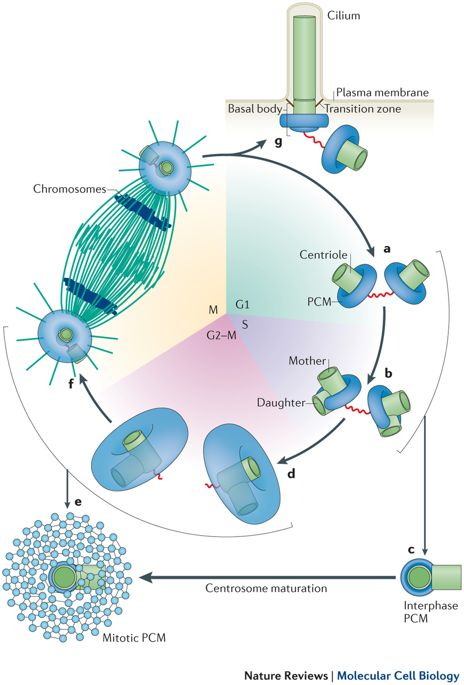 Cilium
Plasma membrane
Basal body
Transition zone
g
Chromosomes
a
Centriole
PCM
M
G1
S
G2–M
b
Mother
Daughter
f
d
e
c
Centrosome maturation
Interphase
PCM
Mitotic PCM
Nature Reviews | Molecular Cell Biology